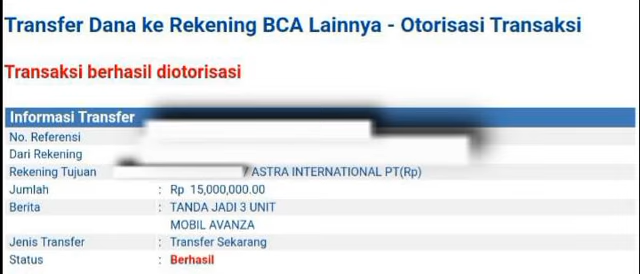 Transfer Dana ke Rekening BCA Lainnya - Otorisasi Transaksi
Transaksi berhasil diotorisasi
Informasi Transfer
No. Referensi
Dari Rekening
Rekening Tujuan / ASTRA INTERNATIONAL PT(Rp)
Jumlah : Rp 15,000,000.00
Berita : TANDA JADI 3 UNIT
MOBIL AVANZA
Jenis Transfer : Transfer Sekarang
Status : Berhasil